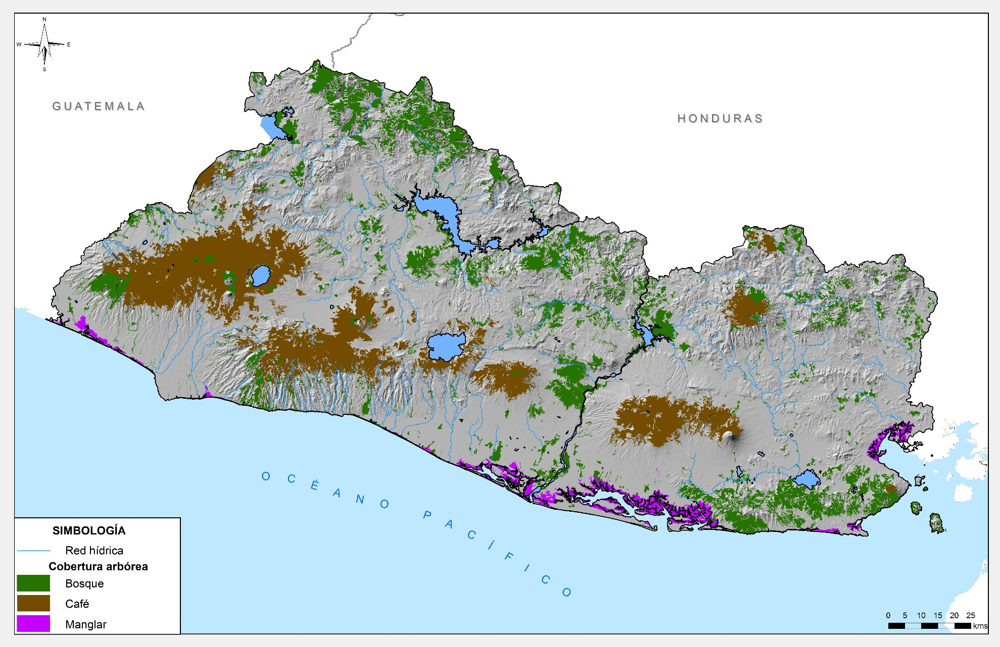 N
W E
S
GUATEMALA
HONDURAS
OCÉANO PACÍFICO
SIMBOLOGÍA
Red hídrica
Cobertura arbórea
Bosque
Café
Manglar
0 5 10 15 20 25
kms